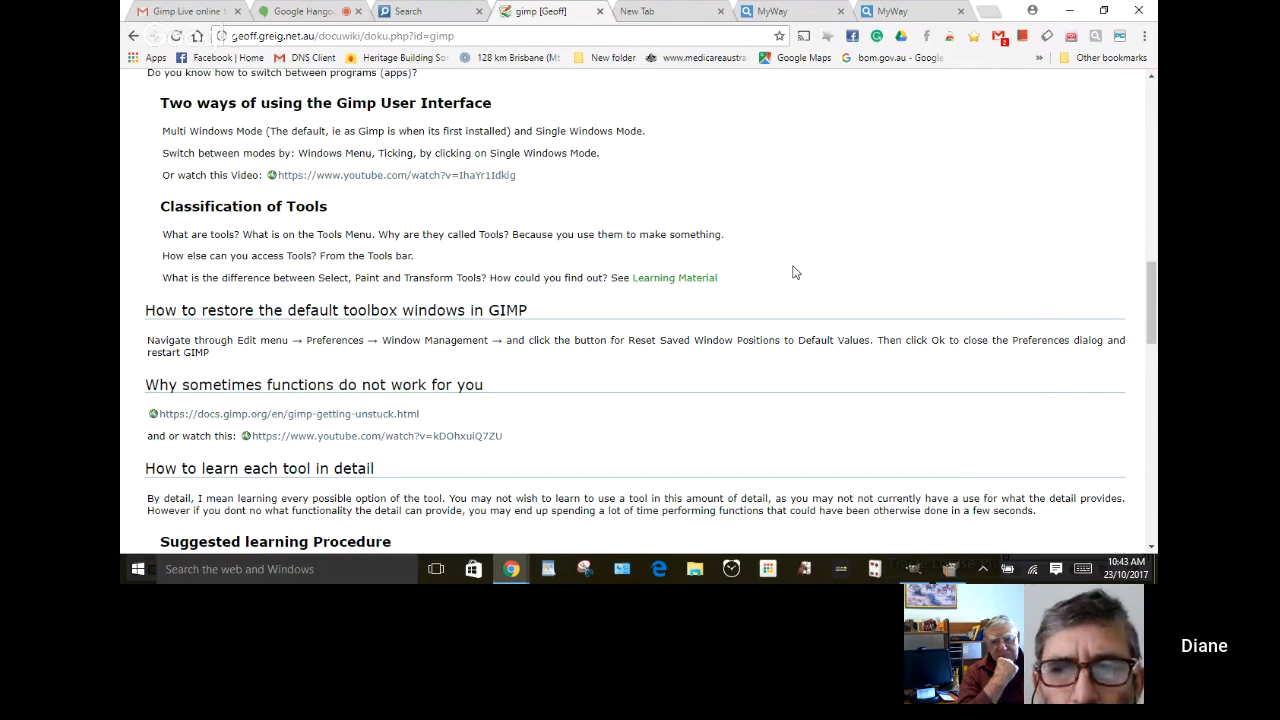 Gimp Live online l
Google Hango
Search
gimp [Geoff]
New Tab
MyWay
MyWay
geoff.greig.net.au/docuwiki/doku.php?id=gimp
2
Apps
Facebook | Home
DNS Client
Heritage Building Soc
128 km Brisbane (Mt
New folder
www.medicareaustra
Google Maps
bom.gov.au - Google
»
Other bookmarks
Do you know how to switch between programs (apps)?
Two ways of using the Gimp User Interface
Multi Windows Mode (The default, ie as Gimp is when its first installed) and Single Windows Mode.
Switch between modes by: Windows Menu, Ticking, by clicking on Single Windows Mode.
Or watch this Video: https://www.youtube.com/watch?v=IhaYr1Idkig
Classification of Tools
What are tools? What is on the Tools Menu. Why are they called Tools? Because you use them to make something.
How else can you access Tools? From the Tools bar.
What is the difference between Select, Paint and Transform Tools? How could you find out? See Learning Material
How to restore the default toolbox windows in GIMP
Navigate through Edit menu → Preferences → Window Management → and click the button for Reset Saved Window Positions to Default Values. Then click Ok to close the Preferences dialog and
restart GIMP
Why sometimes functions do not work for you
https://docs.gimp.org/en/gimp-getting-unstuck.html
and or watch this: https://www.youtube.com/watch?v=kDOhxuiQ7ZU
How to learn each tool in detail
By detail, I mean learning every possible option of the tool. You may not wish to learn to use a tool in this amount of detail, as you may not not currently have a use for what the detail provides.
However if you dont no what functionality the detail can provide, you may end up spending a lot of time performing functions that could have been otherwise done in a few seconds.
Suggested learning Procedure
Search the web and Windows
10:43 AM
23/10/2017
Diane